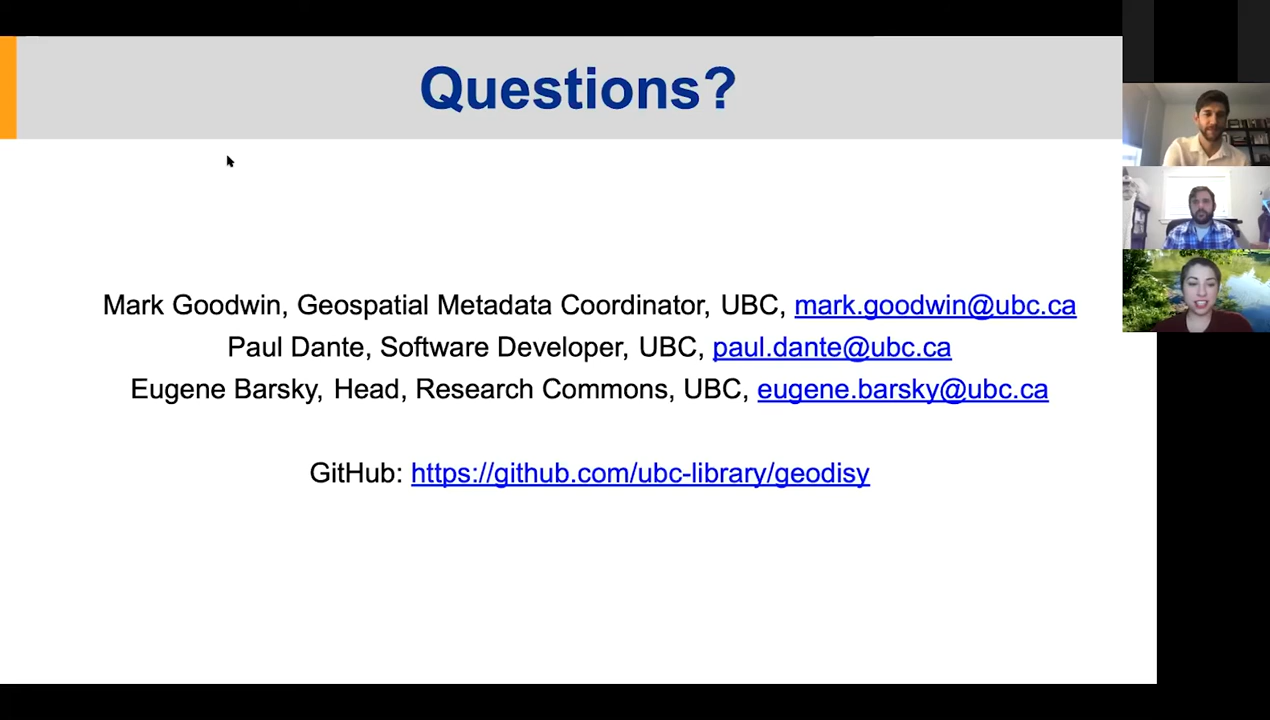 Questions?
Mark Goodwin, Geospatial Metadata Coordinator, UBC, mark.goodwin@ubc.ca
Paul Dante, Software Developer, UBC, paul.dante@ubc.ca
Eugene Barsky, Head, Research Commons, UBC, eugene.barsky@ubc.ca
GitHub: https://github.com/ubc-library/geodisy